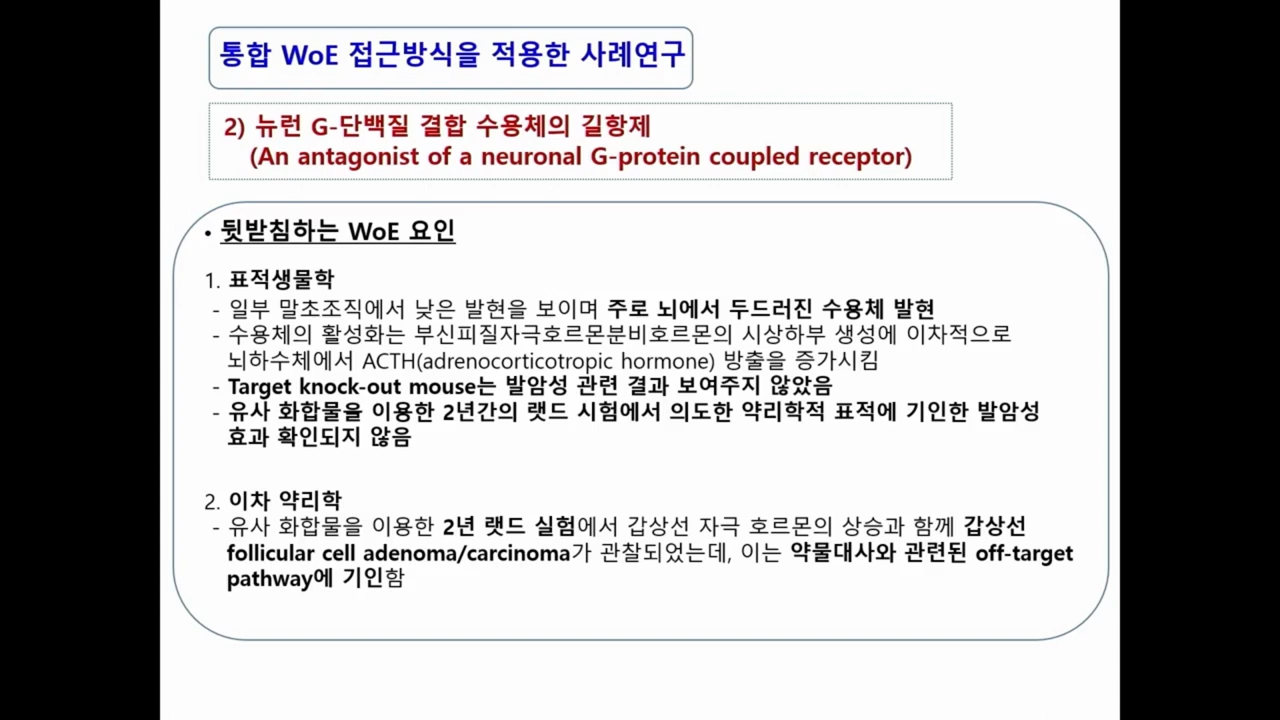 통합 WoE 접근방식을 적용한 사례연구
2) 뉴런 G-단백질 결합 수용체의 길항제
(An antagonist of a neuronal G-protein coupled receptor)
• 뒷받침하는 WoE 요인
1. 표적생물학
- 일부 말초조직에서 낮은 발현을 보이며 주로 뇌에서 두드러진 수용체 발현
- 수용체의 활성화는 부신피질자극호르몬분비호르몬의 시상하부 생성에 이차적으로
뇌하수체에서 ACTH(adrenocorticotropic hormone) 방출을 증가시킴
- Target knock-out mouse는 발암성 관련 결과 보여주지 않았음
- 유사 화합물을 이용한 2년간의 랫드 시험에서 의도한 약리학적 표적에 기인한 발암성
효과 확인되지 않음
2. 이차 약리학
- 유사 화합물을 이용한 2년 랫드 실험에서 갑상선 자극 호르몬의 상승과 함께 갑상선
follicular cell adenoma/carcinoma가 관찰되었는데, 이는 약물대사와 관련된 off-target
pathway에 기인함